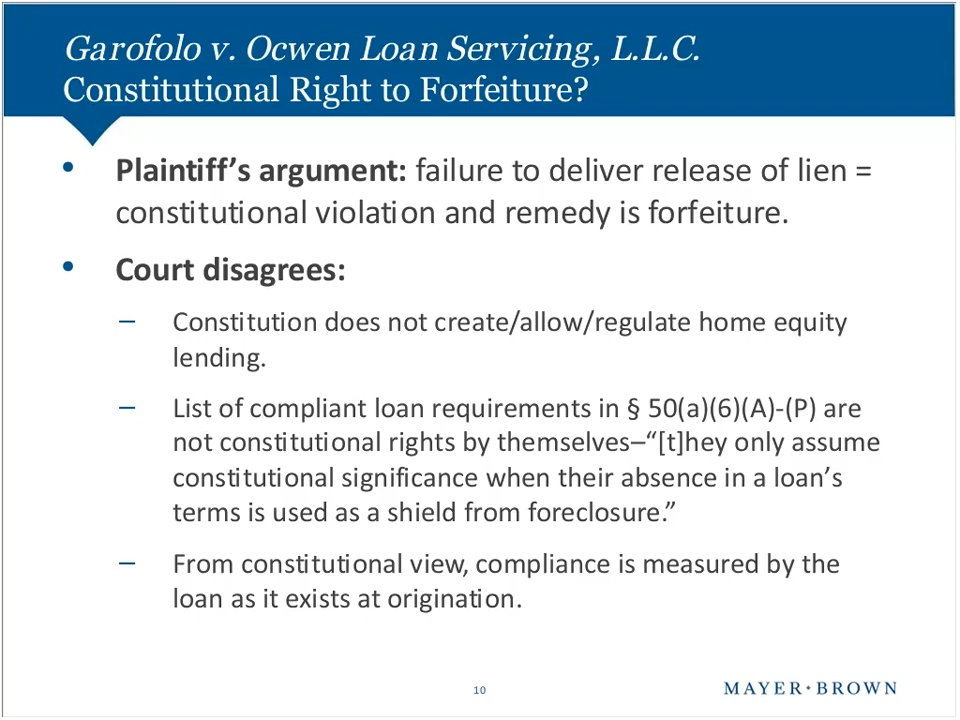 Garofolo v. Ocwen Loan Servicing, L.L.C.
Constitutional Right to Forfeiture?
• Plaintiff’s argument: failure to deliver release of lien =
constitutional violation and remedy is forfeiture.
• Court disagrees:
– Constitution does not create/allow/regulate home equity
lending.
– List of compliant loan requirements in § 50(a)(6)(A)-(P) are
not constitutional rights by themselves–“[t]hey only assume
constitutional significance when their absence in a loan’s
terms is used as a shield from foreclosure.”
– From constitutional view, compliance is measured by the
loan as it exists at origination.
10
MAYER•BROWN